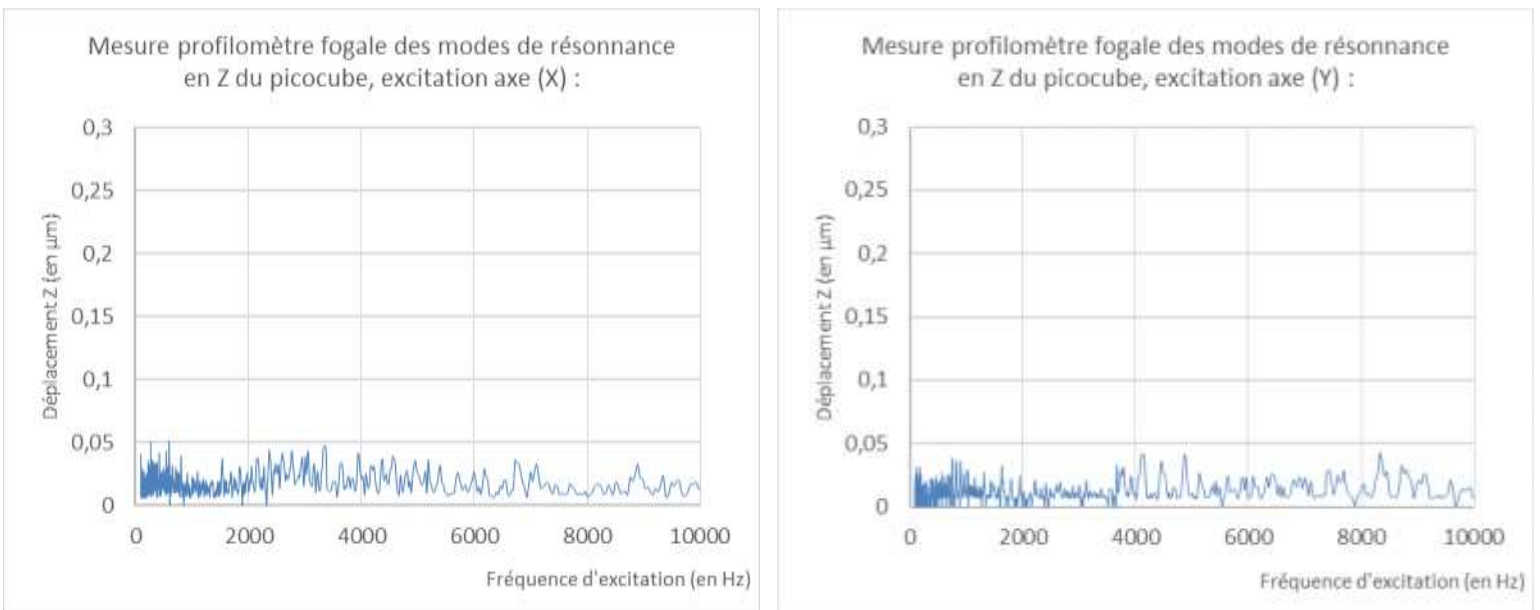 Mesure profilomètre fogale des modes de résonnance
en Z du picocube, excitation axe (X) :
0,3
0,25
0,2
0,15
0,1
0,05
0
Déplacement Z (en µm)
0 2000 4000 6000 8000 10000
Fréquence d'excitation (en Hz)
Mesure profilomètre fogale des modes de résonnance
en Z du picocube, excitation axe (Y) :
0,3
0,25
0,2
0,15
0,1
0,05
0
Déplacement Z (en µm)
0 2000 4000 6000 8000 10000
Fréquence d'excitation (en Hz)